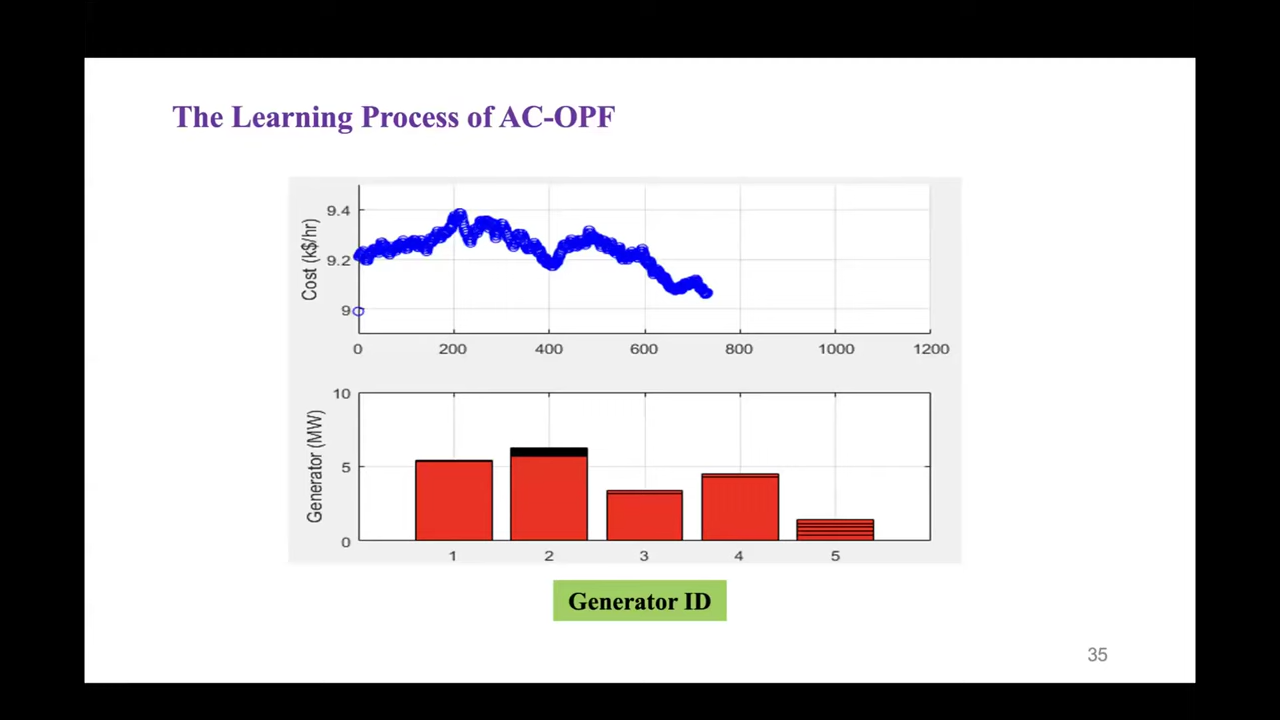 The Learning Process of AC-OPF
Cost (k$/hr)
9.4
9.2
9
0 200 400 600 800 1000 1200
Generator (MW)
10
5
0
1 2 3 4 5
Generator ID
35